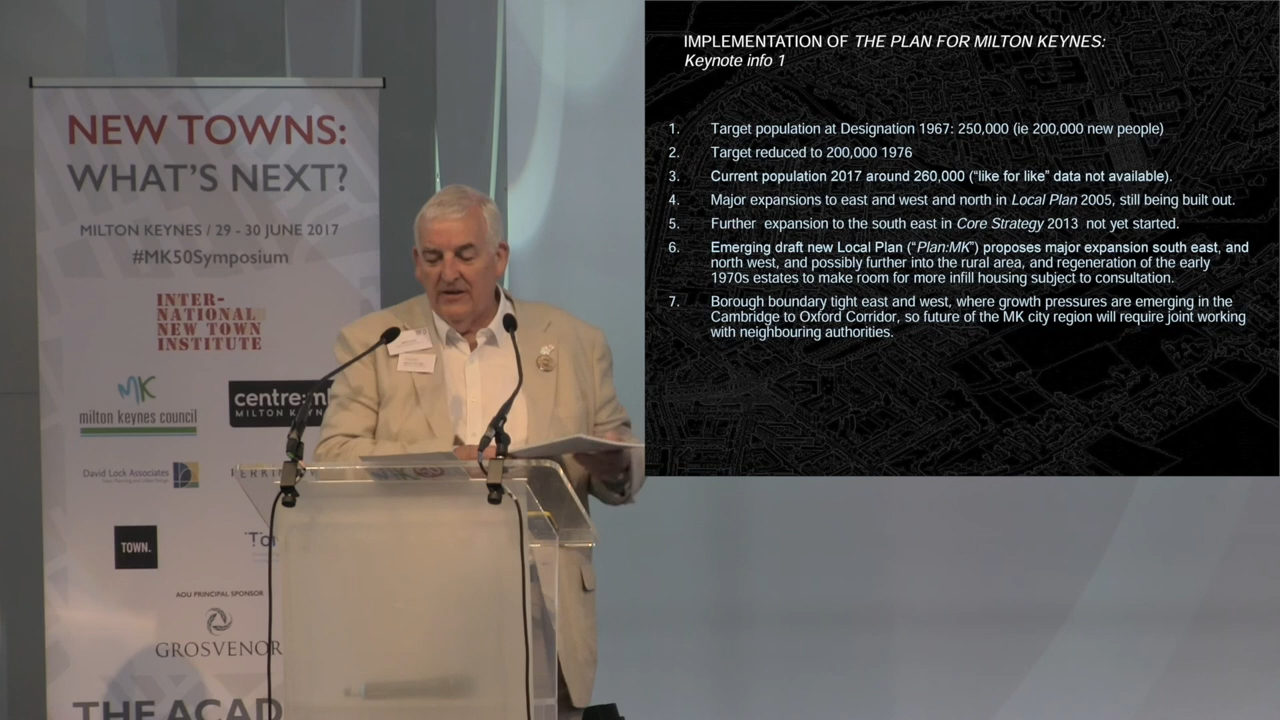 NEW TOWNS:
WHAT'S NEXT?
MILTON KEYNES / 29 - 30 JUNE 2017
#MK50Symposium
INTER-
NATIONAL
NEW TOWN
INSTITUTE
MK
milton keynes council
centre:m
MILTON KEYN
David Lock Associates
TOWN.
AOU PRINCIPAL SPONSOR
GROSVENOR
THE ACAD
IMPLEMENTATION OF THE PLAN FOR MILTON KEYNES:
Keynote info 1
1. Target population at Designation 1967: 250,000 (ie 200,000 new people)
2. Target reduced to 200,000 1976
3. Current population 2017 around 260,000 ("like for like" data not available).
4. Major expansions to east and west and north in Local Plan 2005, still being built out.
5. Further expansion to the south east in Core Strategy 2013 not yet started.
6. Emerging draft new Local Plan ("Plan:MK") proposes major expansion south east, and
north west, and possibly further into the rural area, and regeneration of the early
1970s estates to make room for more infill housing subject to consultation.
7. Borough boundary tight east and west, where growth pressures are emerging in the
Cambridge to Oxford Corridor, so future of the MK city region will require joint working
with neighbouring authorities.